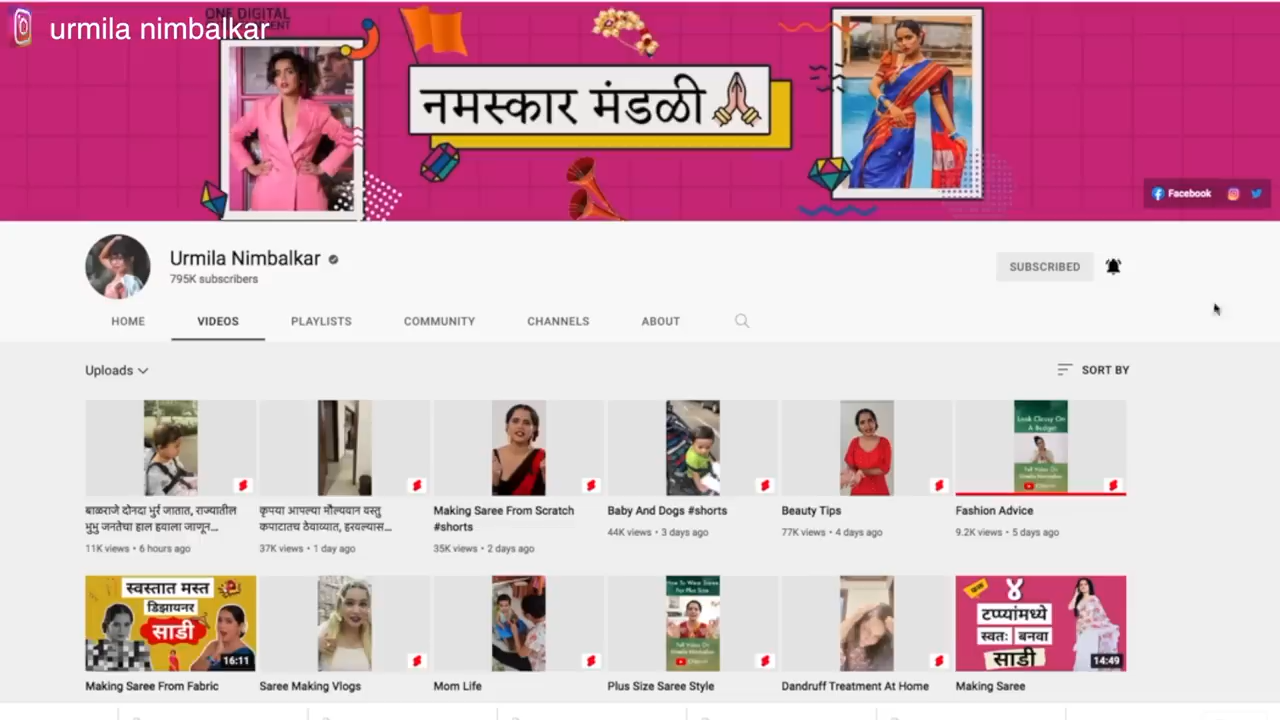 ONE DIGITAL
urmila nimbalkar
नमस्कार मंडळी
Facebook
Urmila Nimbalkar
795K subscribers
SUBSCRIBED
HOME
VIDEOS
PLAYLISTS
COMMUNITY
CHANNELS
ABOUT
Uploads
SORT BY
Look Classy On
A Budget
बाळराजे दोनदा भुर्र जातात, राज्यातील
भुभु जनतेचा हाल हवाला जाणून...
11K views • 6 hours ago
कृपया आपल्या मौल्यवान वस्तु
कपाटातच ठेवाव्यात, हरवल्यास...
37K views • 1 day ago
Making Saree From Scratch
#shorts
35K views • 2 days ago
Baby And Dogs #shorts
44K views • 3 days ago
Beauty Tips
77K views • 4 days ago
Fashion Advice
9.2K views • 5 days ago
स्वस्तात मस्त
डिझायनर
साडी
16:11
Making Saree From Fabric
Saree Making Vlogs
Mom Life
How To Wear Saree
For Plus Size
Plus Size Saree Style
Dandruff Treatment At Home
४
टप्प्यांमध्ये
स्वतः बनवा
साडी
14:49
Making Saree